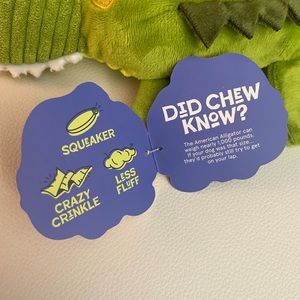 SQUEAKER
CRAZY
CRINKLE
LESS
FLUFF
DID CHEW
KNOW?
The American Alligator can
weigh nearly 1,000 pounds.
If your dog was that size...
they'd probably still try to get
on your lap.